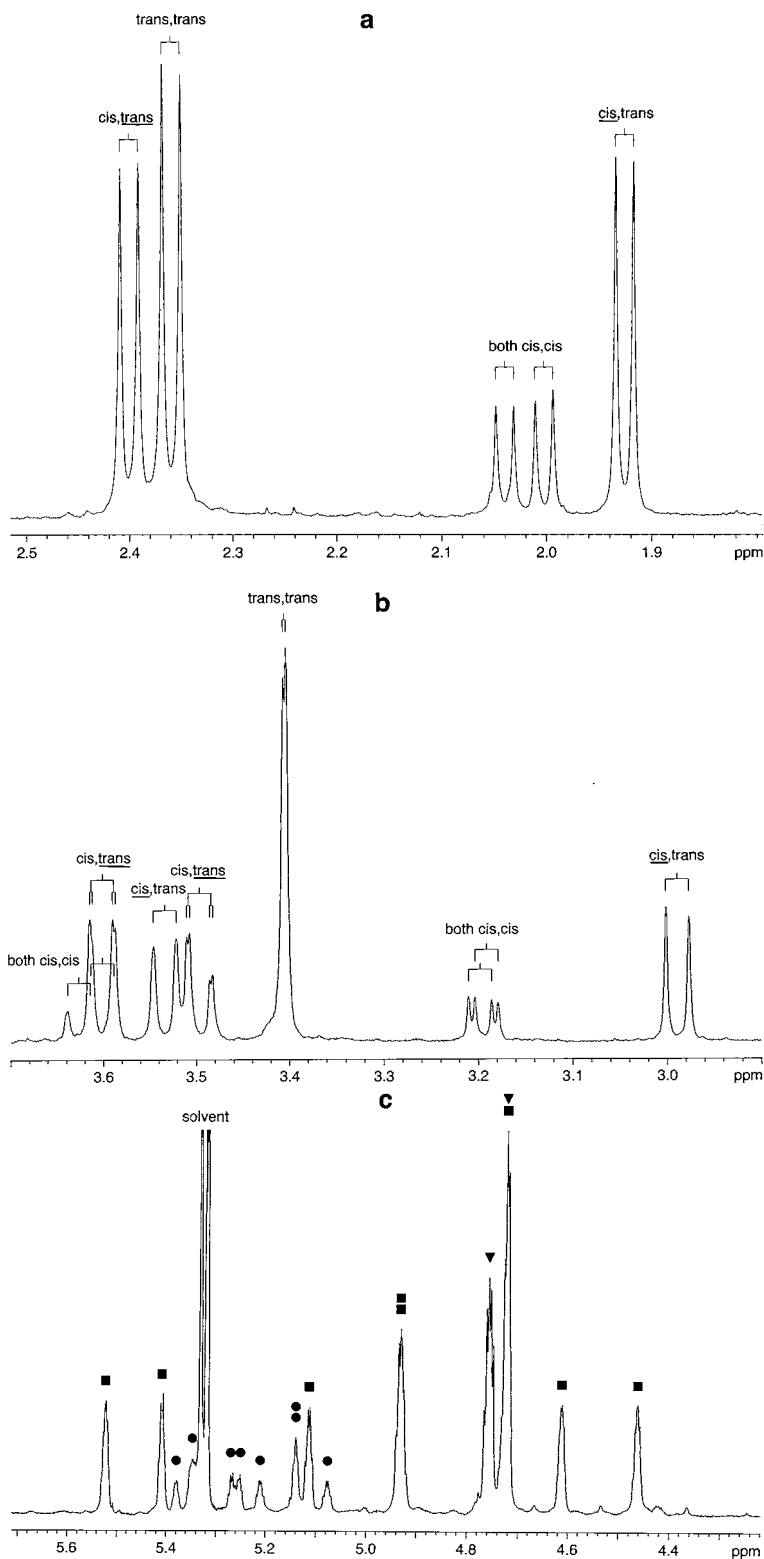 a
trans,trans
cis,trans
cis,trans
both cis,cis
2.5 2.4 2.3 2.2 2.1 2.0 1.9 ppm
b
trans,trans
cis,trans
cis,trans
cis,trans
cis,trans
both cis,cis
both cis,cis
3.6 3.5 3.4 3.3 3.2 3.1 3.0 ppm
c
solvent
5.6 5.4 5.2 5.0 4.8 4.6 4.4 ppm